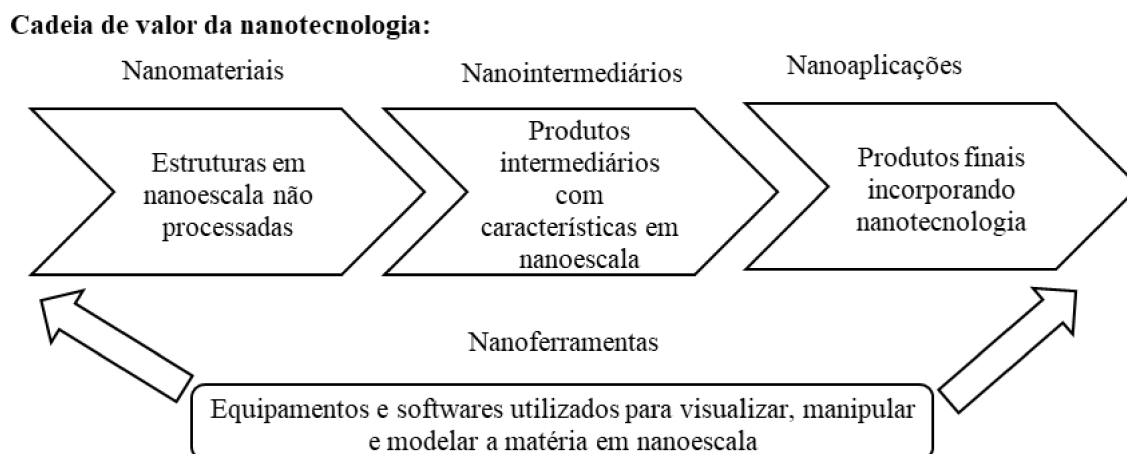 Cadeia de valor da nanotecnologia:
Nanomateriais
Nanointermediários
Nanoaplicações
Estruturas em
nanoescala não
processadas
Produtos
intermediários
com
características em
nanoescala
Produtos finais
incorporando
nanotecnologia
Nanoferramentas
Equipamentos e softwares utilizados para visualizar, manipular
e modelar a matéria em nanoescala